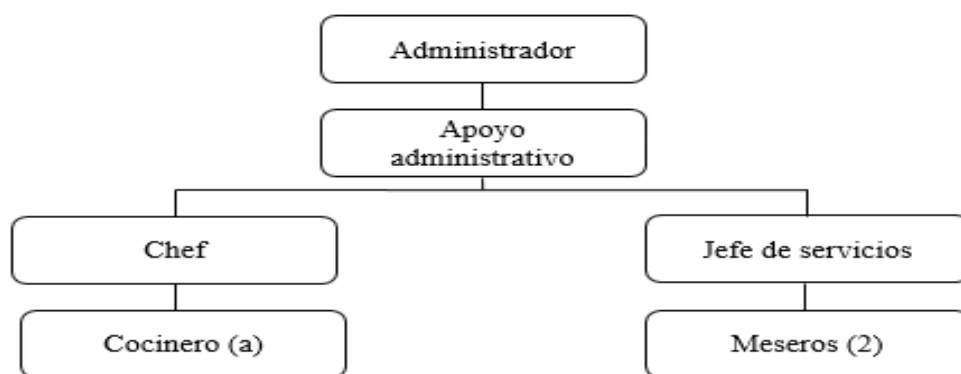 Administrador
Apoyo
administrativo
Chef
Jefe de servicios
Cocinero (a)
Meseros (2)